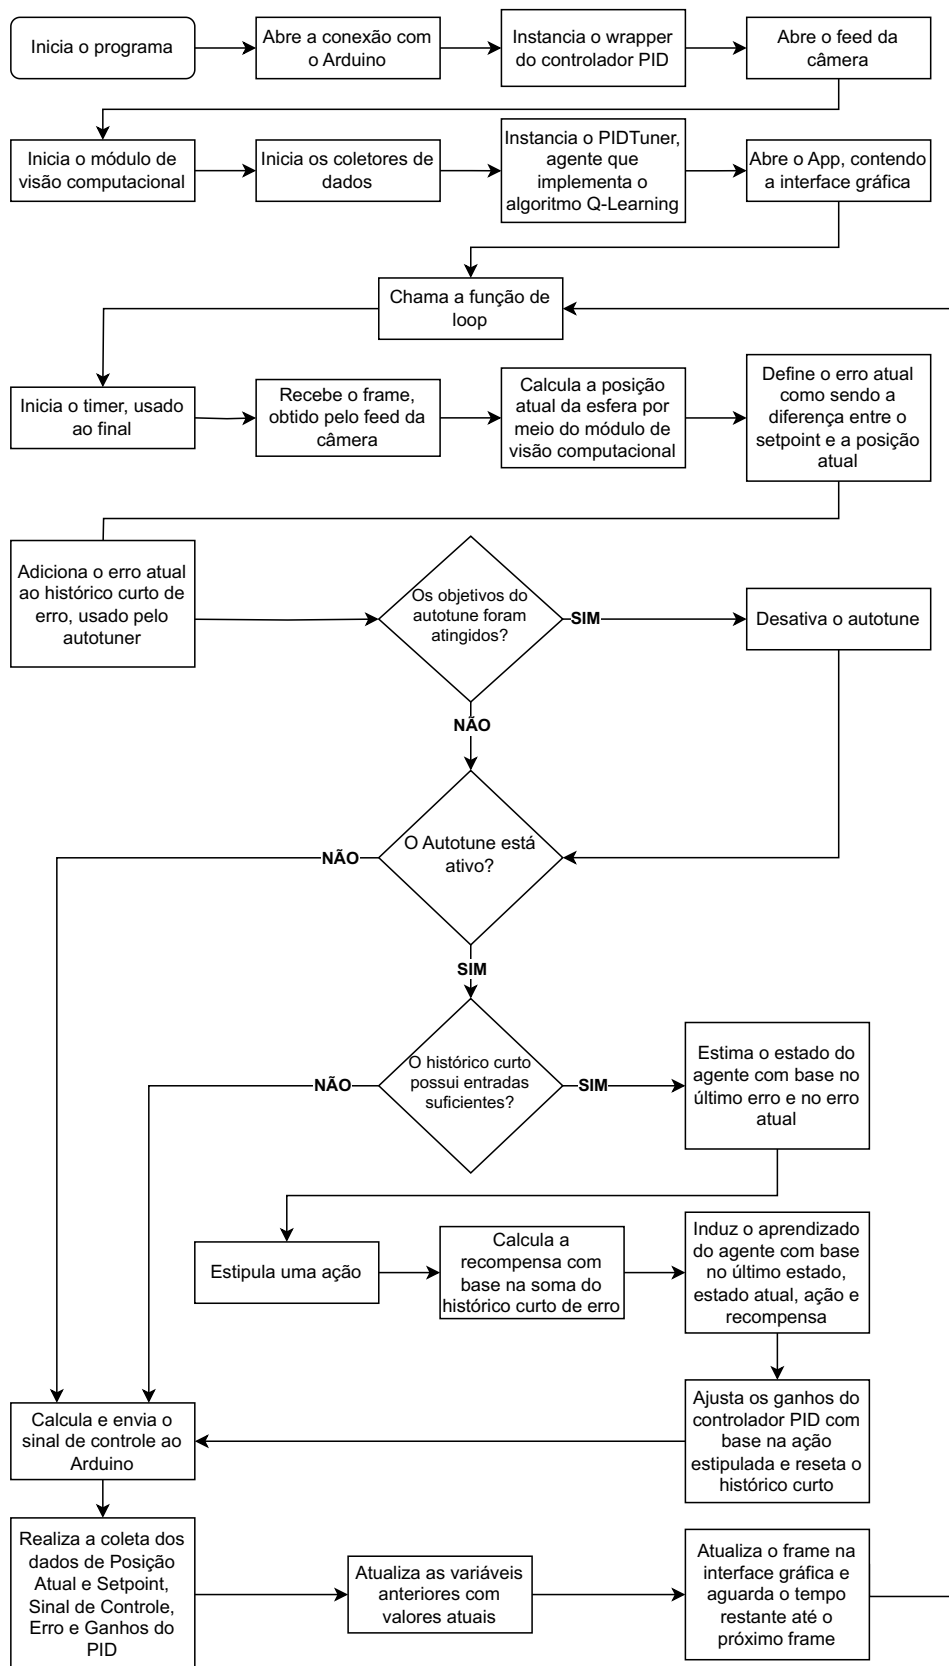 Inicia o programa
Abre a conexão com
o Arduino
Instancia o wrapper
do controlador PID
Abre o feed da
câmera
Inicia o módulo de
visão computacional
Inicia os coletores de
dados
Instancia o PIDTuner,
agente que
implementa o
algoritmo Q-Learning
Abre o App, contendo
a interface gráfica
Chama a função de
loop
Inicia o timer, usado
ao final
Recebe o frame,
obtido pelo feed da
câmera
Calcula a posição
atual da esfera por
meio do módulo de
visão computacional
Define o erro atual
como sendo a
diferença entre o
setpoint e a posição
atual
Adiciona o erro atual
ao histórico curto de
erro, usado pelo
autotuner
Os objetivos do
autotune foram
atingidos?
SIM
Desativa o autotune
NÃO
O Autotune está
ativo?
NÃO
SIM
O histórico curto
possui entradas
suficientes?
NÃO
SIM
Estima o estado do
agente com base no
último erro e no erro
atual
Estipula uma ação
Calcula a
recompensa com
base na soma do
histórico curto de erro
Induz o aprendizado
do agente com base
no último estado,
estado atual, ação e
recompensa
Ajusta os ganhos do
controlador PID com
base na ação
estipulada e reseta o
histórico curto
Calcula e envia o
sinal de controle ao
Arduino
Realiza a coleta dos
dados de Posição
Atual e Setpoint,
Sinal de Controle,
Erro e Ganhos do
PID
Atualiza as variáveis
anteriores com
valores atuais
Atualiza o frame na
interface gráfica e
aguarda o tempo
restante até o
próximo frame